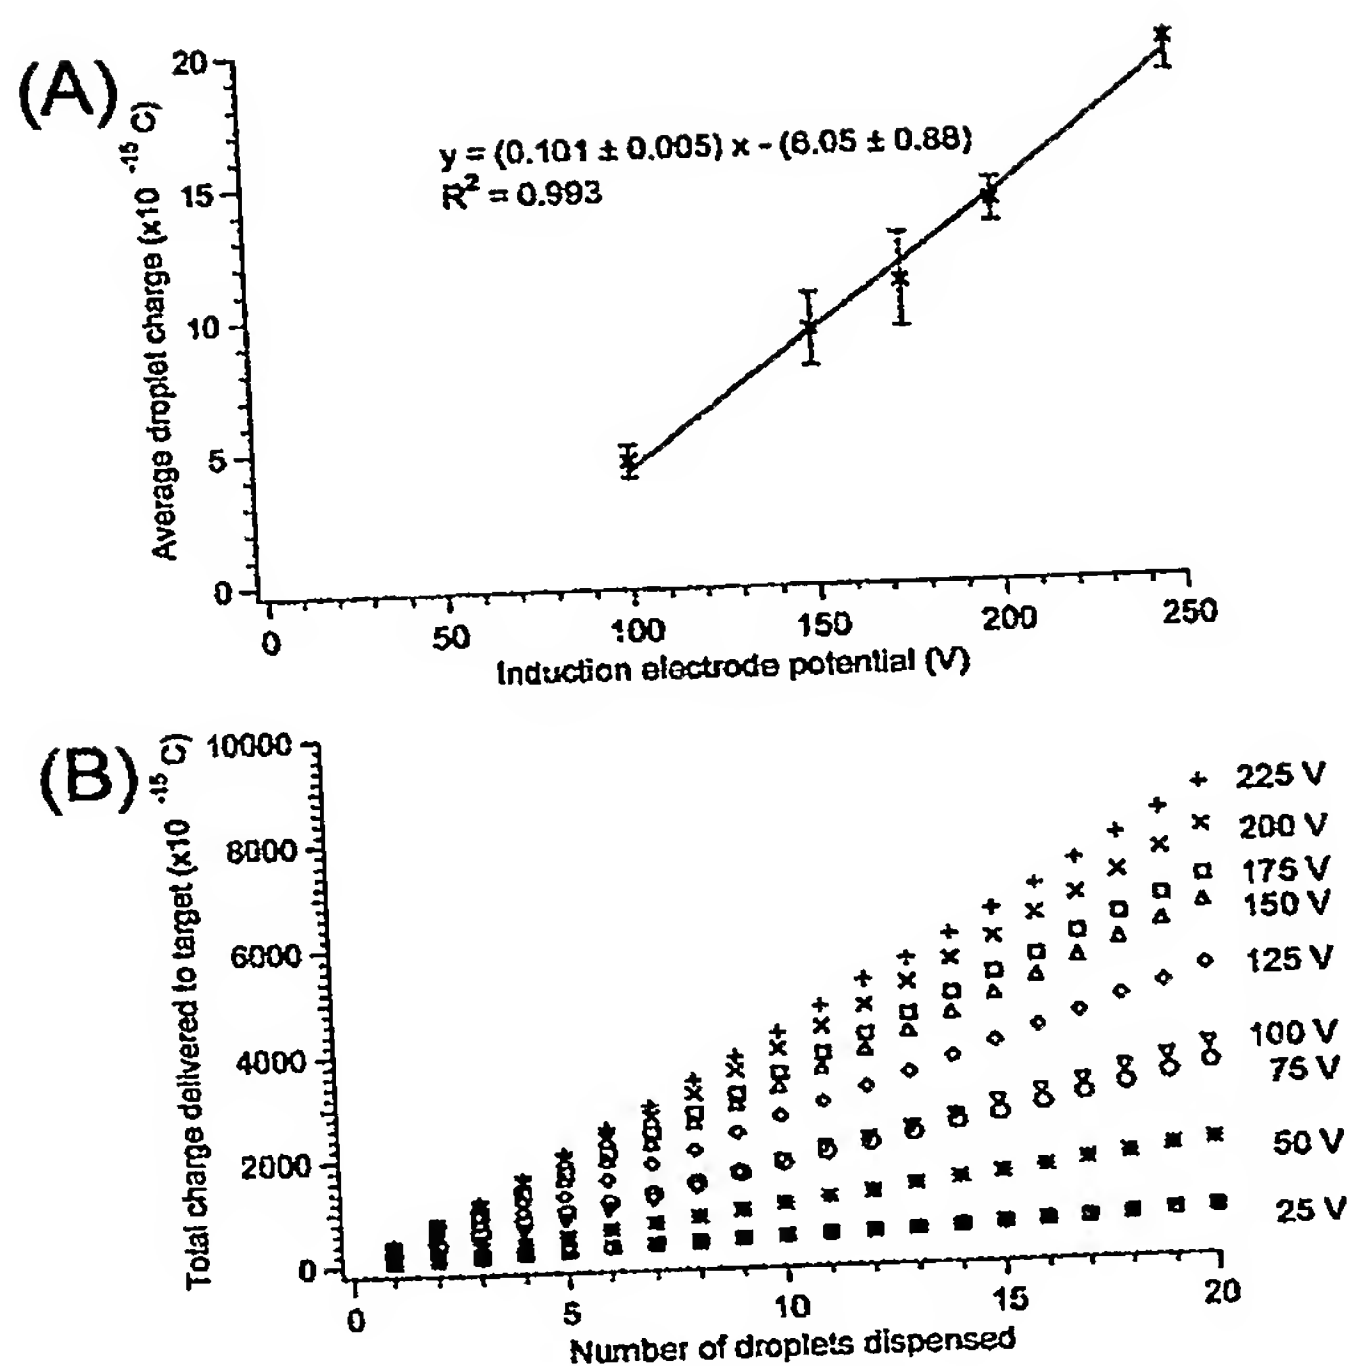 (A)
Average droplet charge (x10 -15 C)
20
15
10
5
0
y = (0.101 ± 0.005) x - (6.05 ± 0.88)
R2 = 0.993
0 50 100 150 200 250
Induction electrode potential (V)
(B)
Total charge delivered to target (x10 -15 C)
10000
8000
6000
4000
2000
0
225 V
200 V
175 V
150 V
125 V
100 V
75 V
50 V
25 V
0 5 10 15 20
Number of droplets dispensed